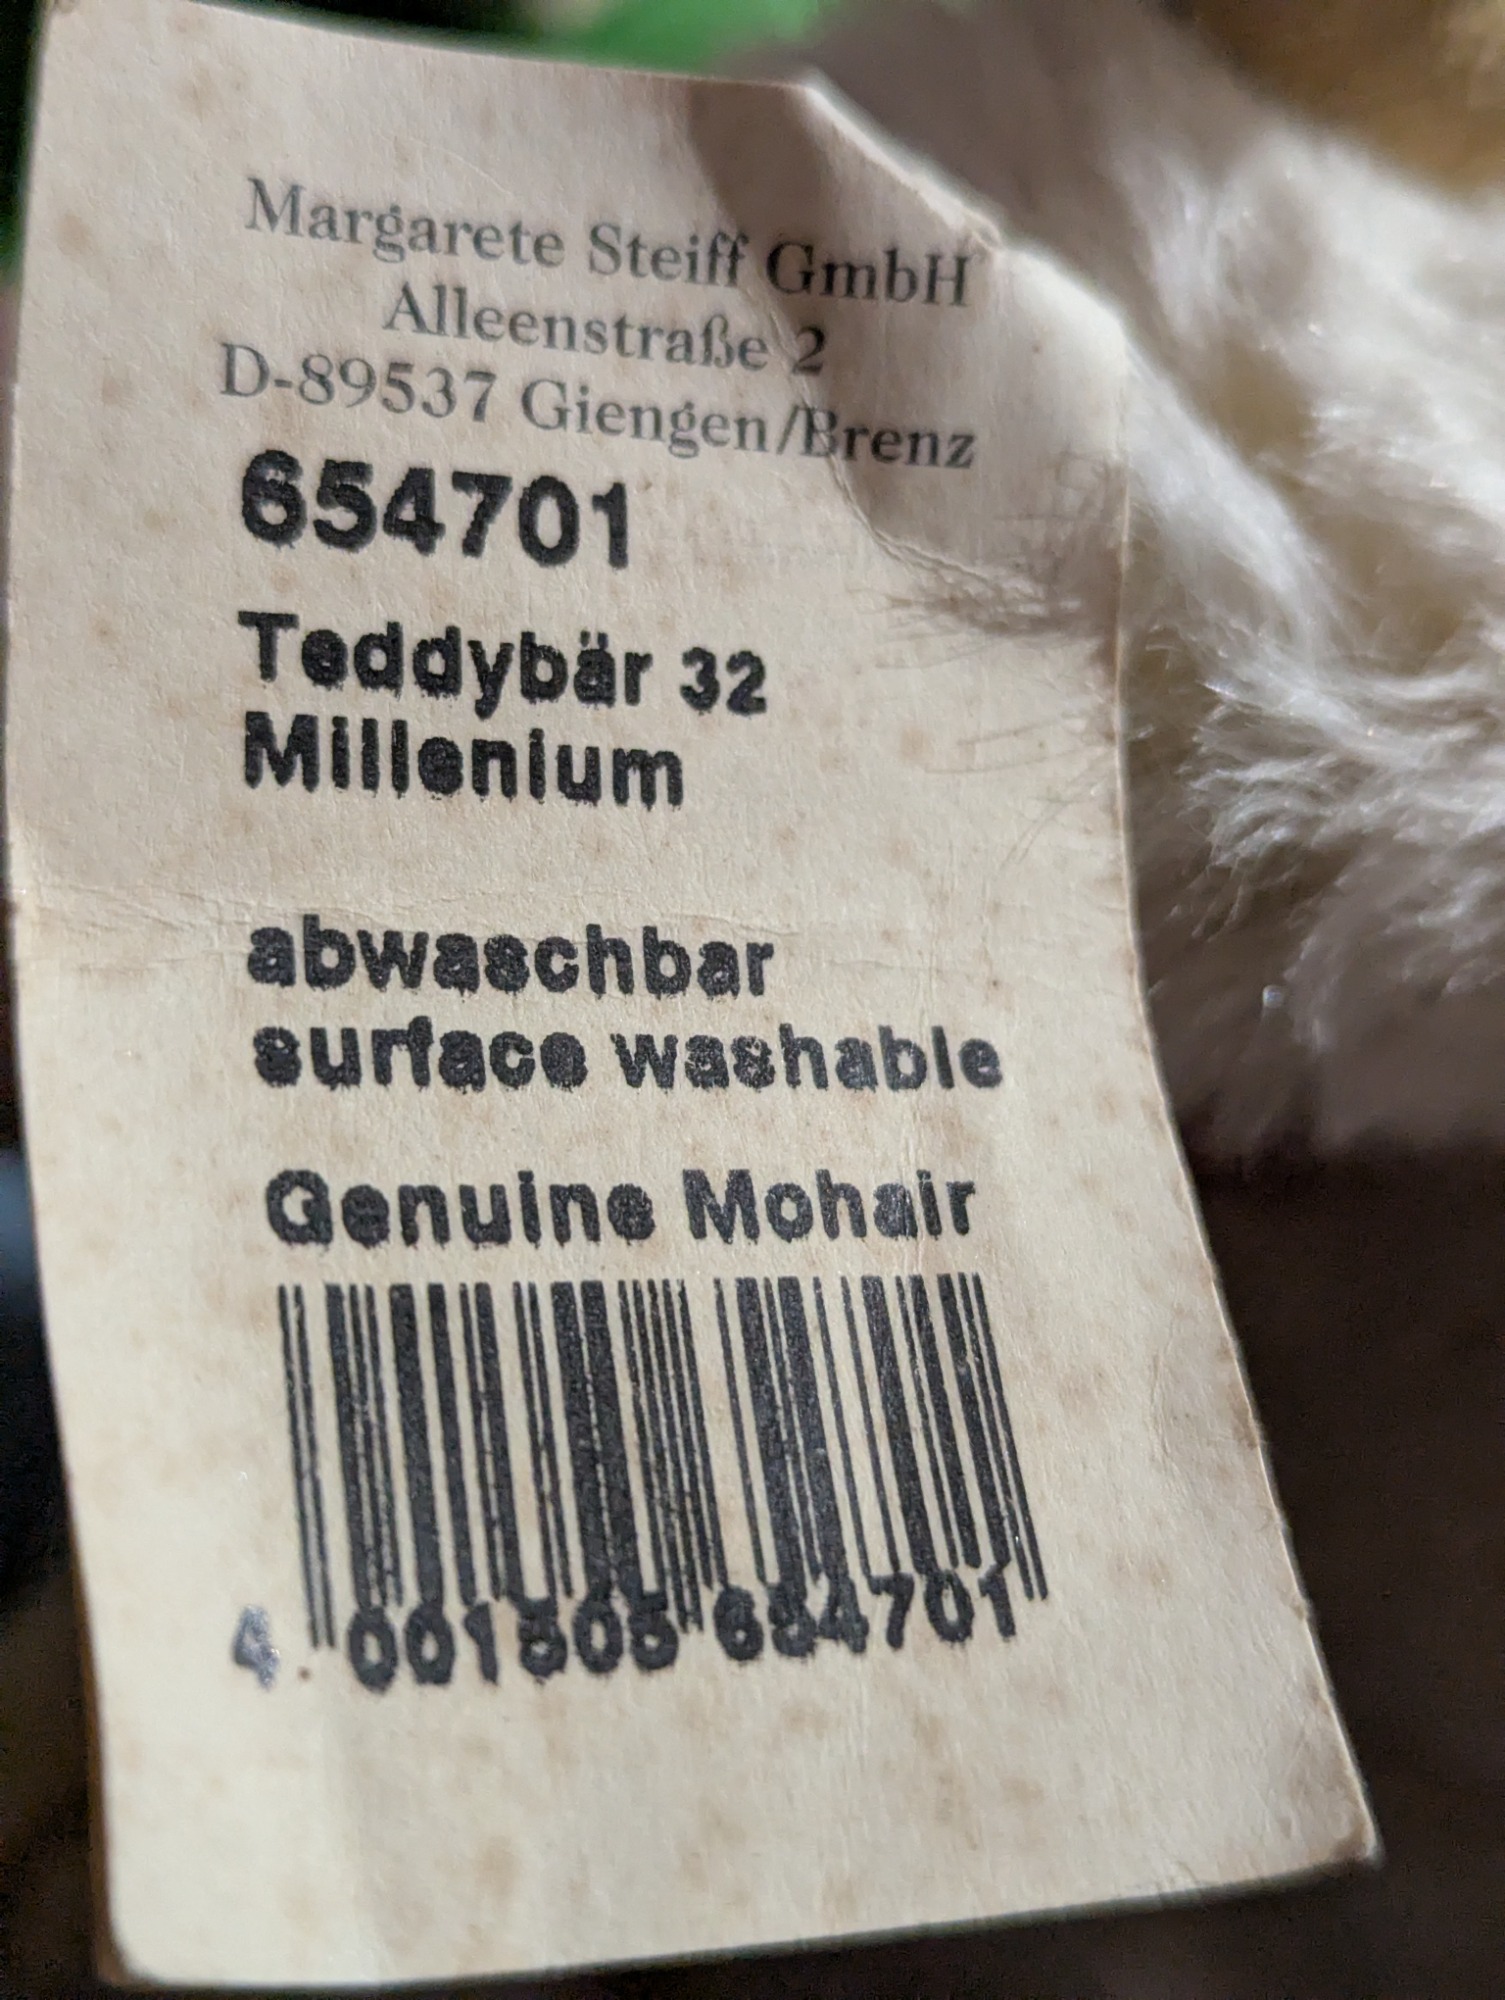 Margarete Steiff GmbH
Alleenstraße 2
D-89537 Giengen/Brenz
654701
Teddybär 32
Millenium
abwaschbar
surface washable
Genuine Mohair
4 001505 654701